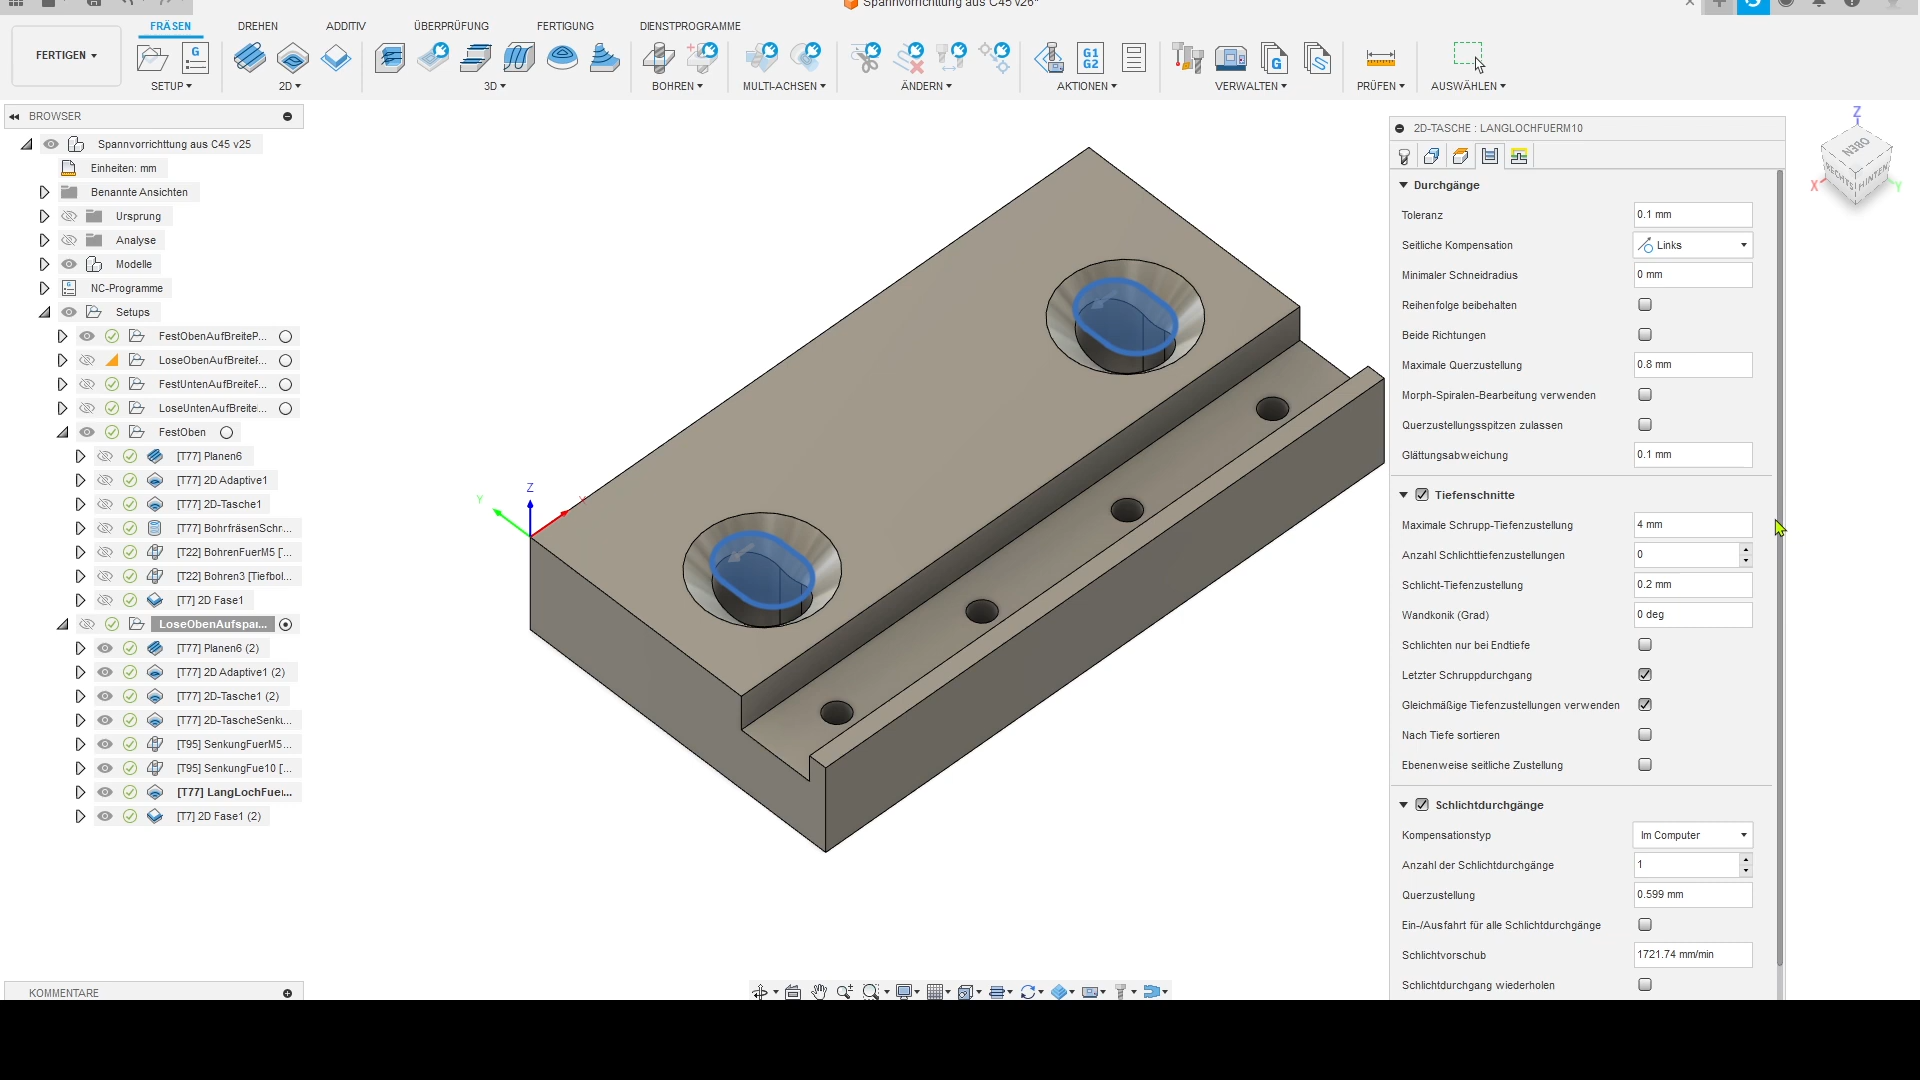 Spannvorrichtung aus C45 v26*
FRÄSEN
DREHEN
ADDITIV
ÜBERPRÜFUNG
FERTIGUNG
DIENSTPROGRAMME
FERTIGEN
G1
G2
SETUP
2D
3D
BOHREN
MULTI-ACHSEN
ÄNDERN
AKTIONEN
VERWALTEN
PRÜFEN
AUSWÄHLEN
BROWSER
Spannvorrichttung aus C45 v25
Einheiten: mm
Benannte Ansichten
Ursprung
Analyse
Modelle
NC-Programme
Setups
FestObenAufBreiteP...
LoseObenAufBreiteF...
FestUntenAufBreiteF...
LoseUntenAufBreite...
FestOben
[T77] Planen6
[T77] 2D Adaptive1
[T77] 2D-Tasche1
[T77] BohrfräsenSchr...
[T22] BohrenFuerM5 [...
[T22] Bohren3 [Tiefbol...
[T7] 2D Fase1
LoseObenAufspar...
[T77] Planen6 (2)
[T77] 2D Adaptive1 (2)
[T77] 2D-Tasche1 (2)
[T77] 2D-TascheSenku...
[T95] SenkungFuerM5...
[T95] SenkungFue10 [...
[T77] LangLochFuer...
[T7] 2D Fase1 (2)
KOMMENTARE
Z
Y
2D-TASCHE : LANGLOCHFUERM10
Durchgänge
Toleranz 0.1 mm
Seitliche Kompensation Links
Minimaler Schneidradius 0 mm
Reihenfolge beibehalten
Beide Richtungen
Maximale Querzustellung 0.8 mm
Morph-Spiralen-Bearbeitung verwenden
Querzustellungsspitzen zulassen
Glättungsabweichung 0.1 mm
Tiefenschnitte
Maximale Schrupp-Tiefenzustellung 4 mm
Anzahl Schlichttiefenzustellungen 0
Schlicht-Tiefenzustellung 0.2 mm
Wandkonik (Grad) 0 deg
Schlichten nur bei Endtiefe
Letzter Schruppdurchgang
Gleichmäßige Tiefenzustellungen verwenden
Nach Tiefe sortieren
Ebenenweise seitliche Zustellung
Schlichtdurchgänge
Kompensationstyp Im Computer
Anzahl der Schlichtdurchgänge 1
Querzustellung 0.599 mm
Ein-/Ausfahrt für alle Schlichtdurchgänge
Schlichtvorschub 1721.74 mm/min
Schlichtdurchgang wiederholen
Z
OBEN
RECHTS
HINTEN
X
Y